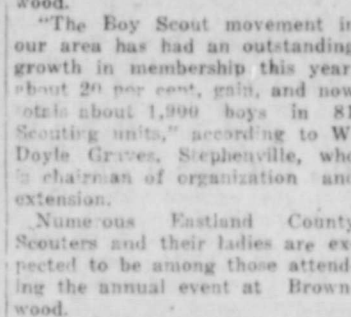 wood.
"The Boy Scout movement in
our area has had an outstanding
growth in membership this year
about 20 per cent, gain, and now
totals about 1,900 boys in 81
Scouting units," according to W
Doyle Graves, Stephenville, who
is chairman of organization and
extension.
Numerous Eastland County
Scouters and their ladies are ex
pected to be among those attend
ing the annual event at Brown
wood.